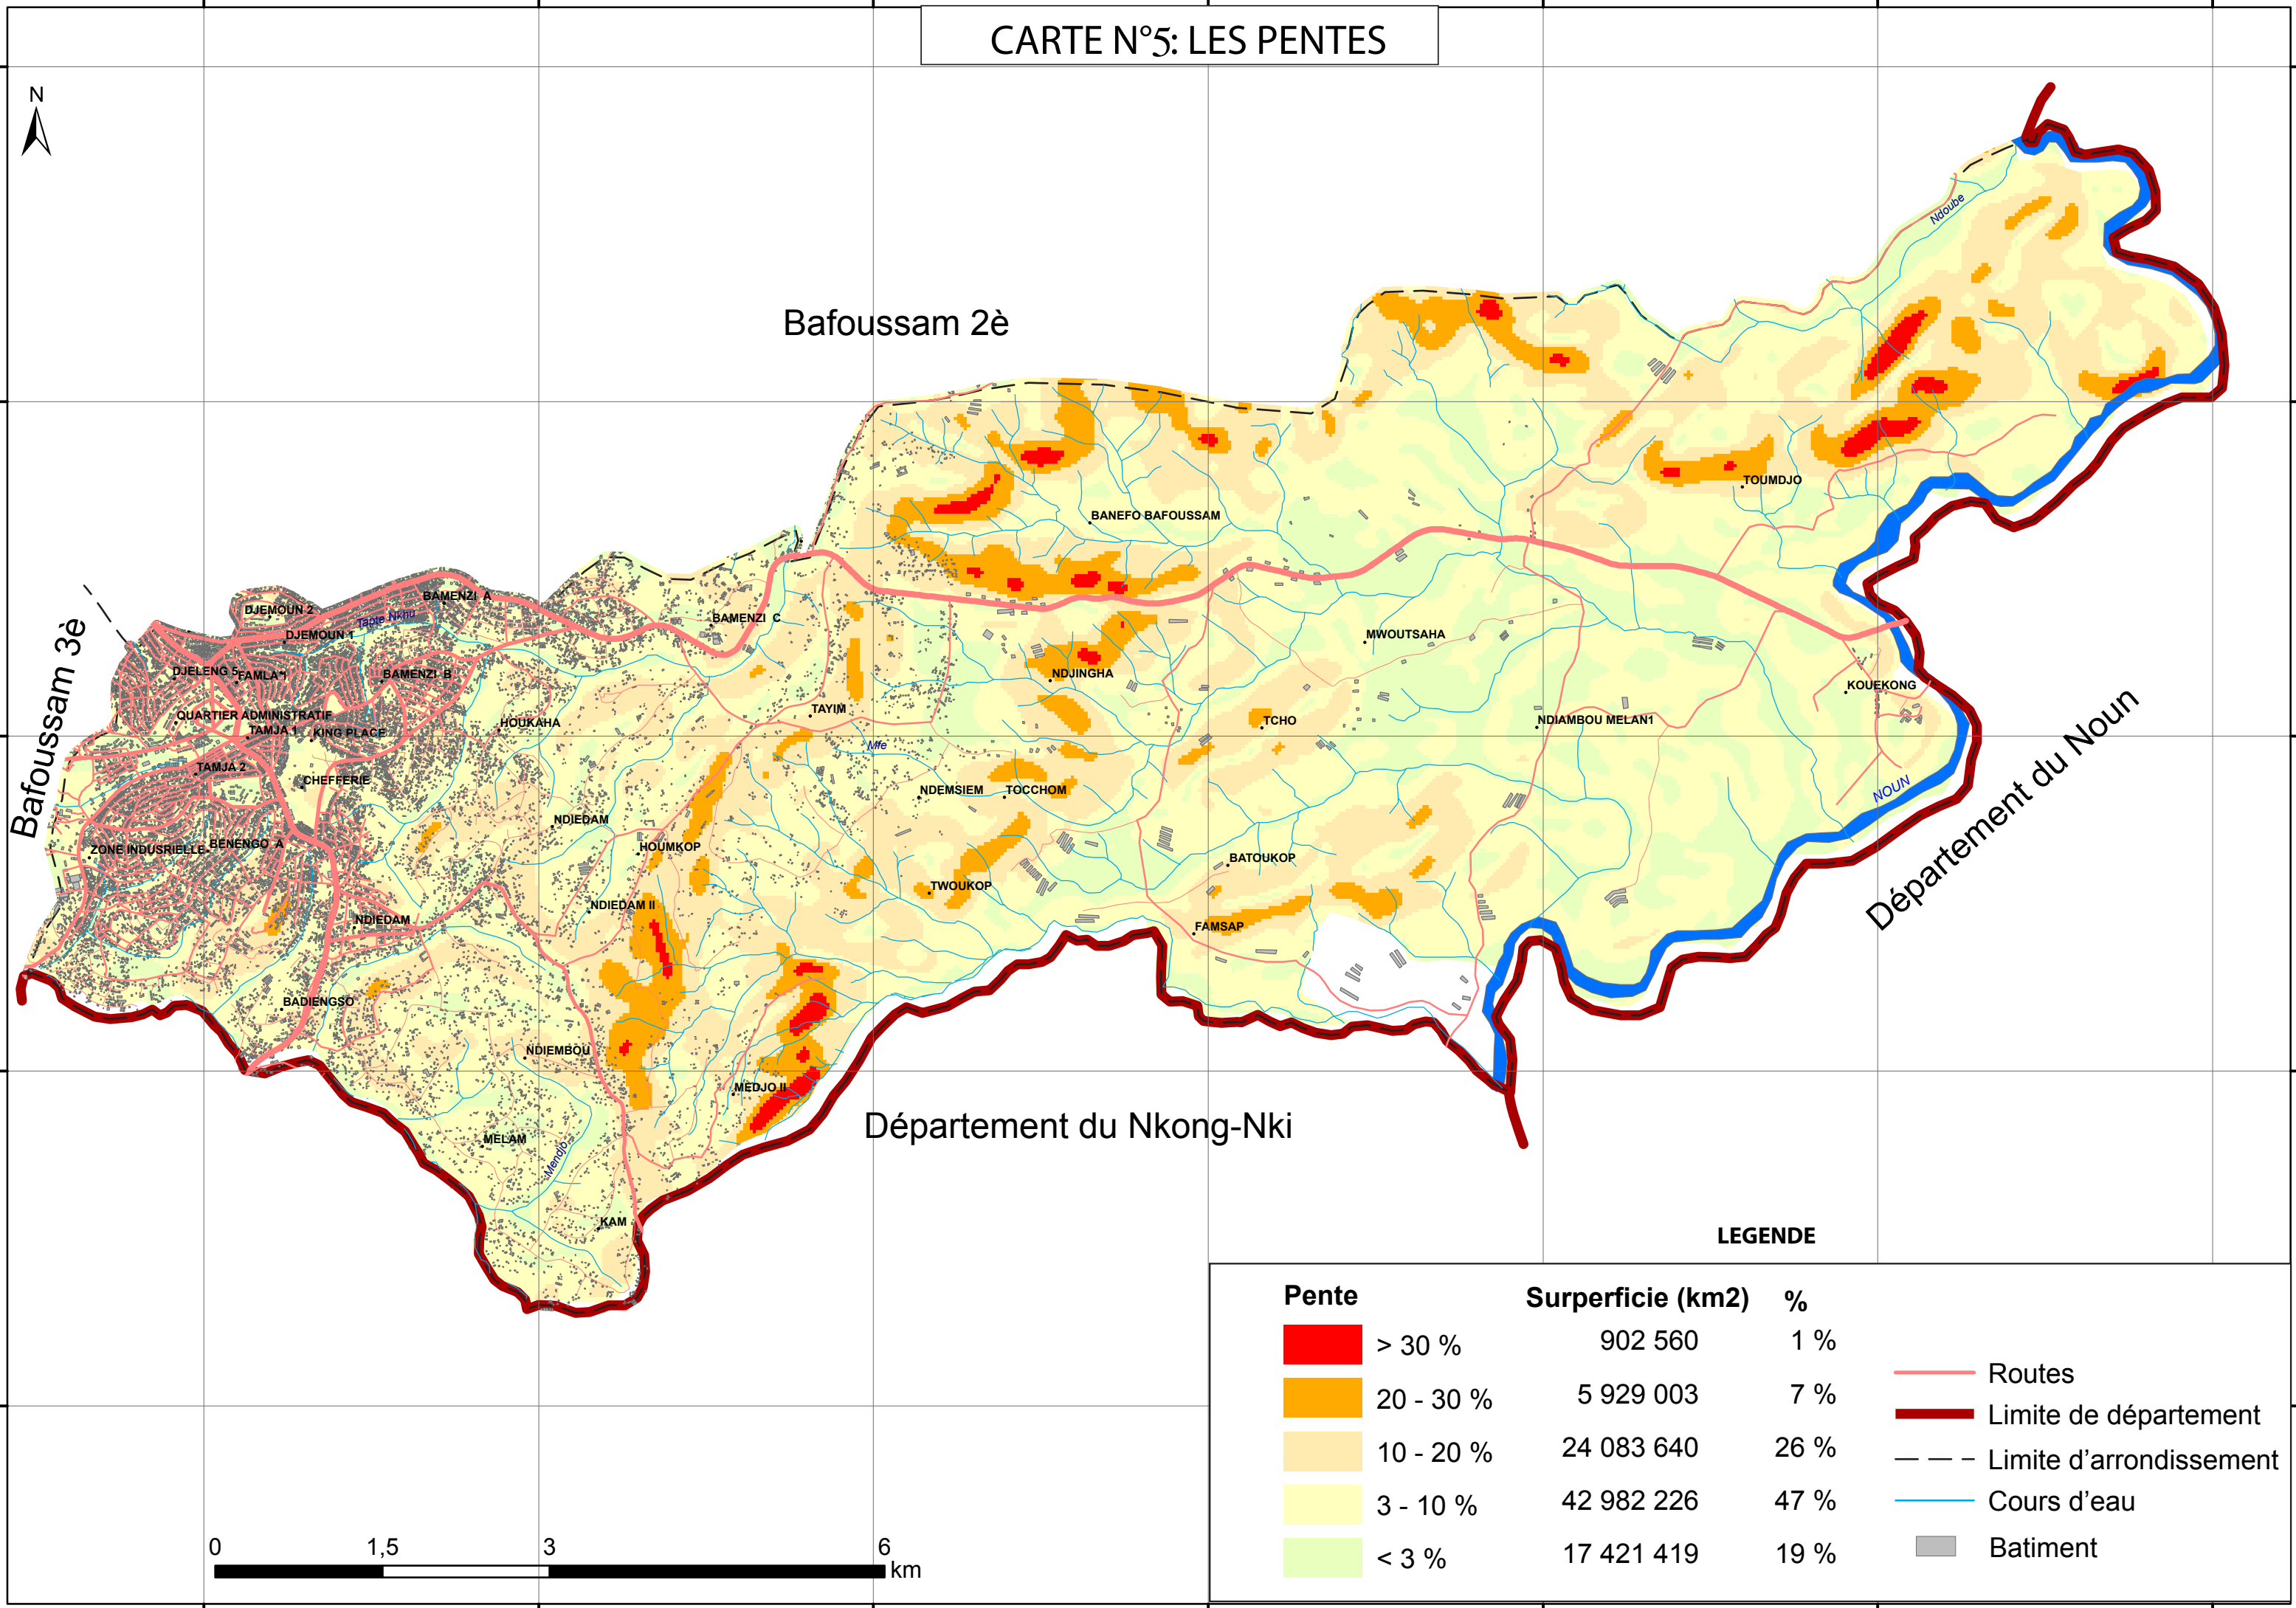 CARTE N°5: LES PENTES
N
Ndoube
Bafoussam 2è
TOUMDJO
BANEFO BAFOUSSAM
BAMENZI A
DJEMOUN 2
Tapte Nkhu
BAMENZI C
DJEMOUN 1
MWOUTSAHA
Bafoussam 3è
DJELENG 5
FAMLA 1
BAMENZI B
NDJINGHA
KOUEKONG
QUARTIER ADMINISTRATIF
HOUKAHA
TAYIM
TCHO
NDIAMBOU MELAN1
TAMJA 1
KING PLACE
Mfe
TAMJA 2
CHEFFERIE
NDEMSIEM
TOCCHOM
NOUN
Département du Noun
NDIEDAM
ZONE INDUSRIELLE
BENENGO A
HOUMKOP
BATOUKOP
TWOUKOP
NDIEDAM II
NDIEDAM
FAMSAP
BADIENGSO
NDIEMBOU
MEDJO II
Département du Nkong-Nki
MELAM
Mendjo
KAM
LEGENDE
Pente Surperficie (km2) %
> 30 % 902 560 1 %
20 - 30 % 5 929 003 7 %
10 - 20 % 24 083 640 26 %
3 - 10 % 42 982 226 47 %
< 3 % 17 421 419 19 %
Routes
Limite de département
Limite d’arrondissement
Cours d’eau
Batiment
0 1,5 3 6
km